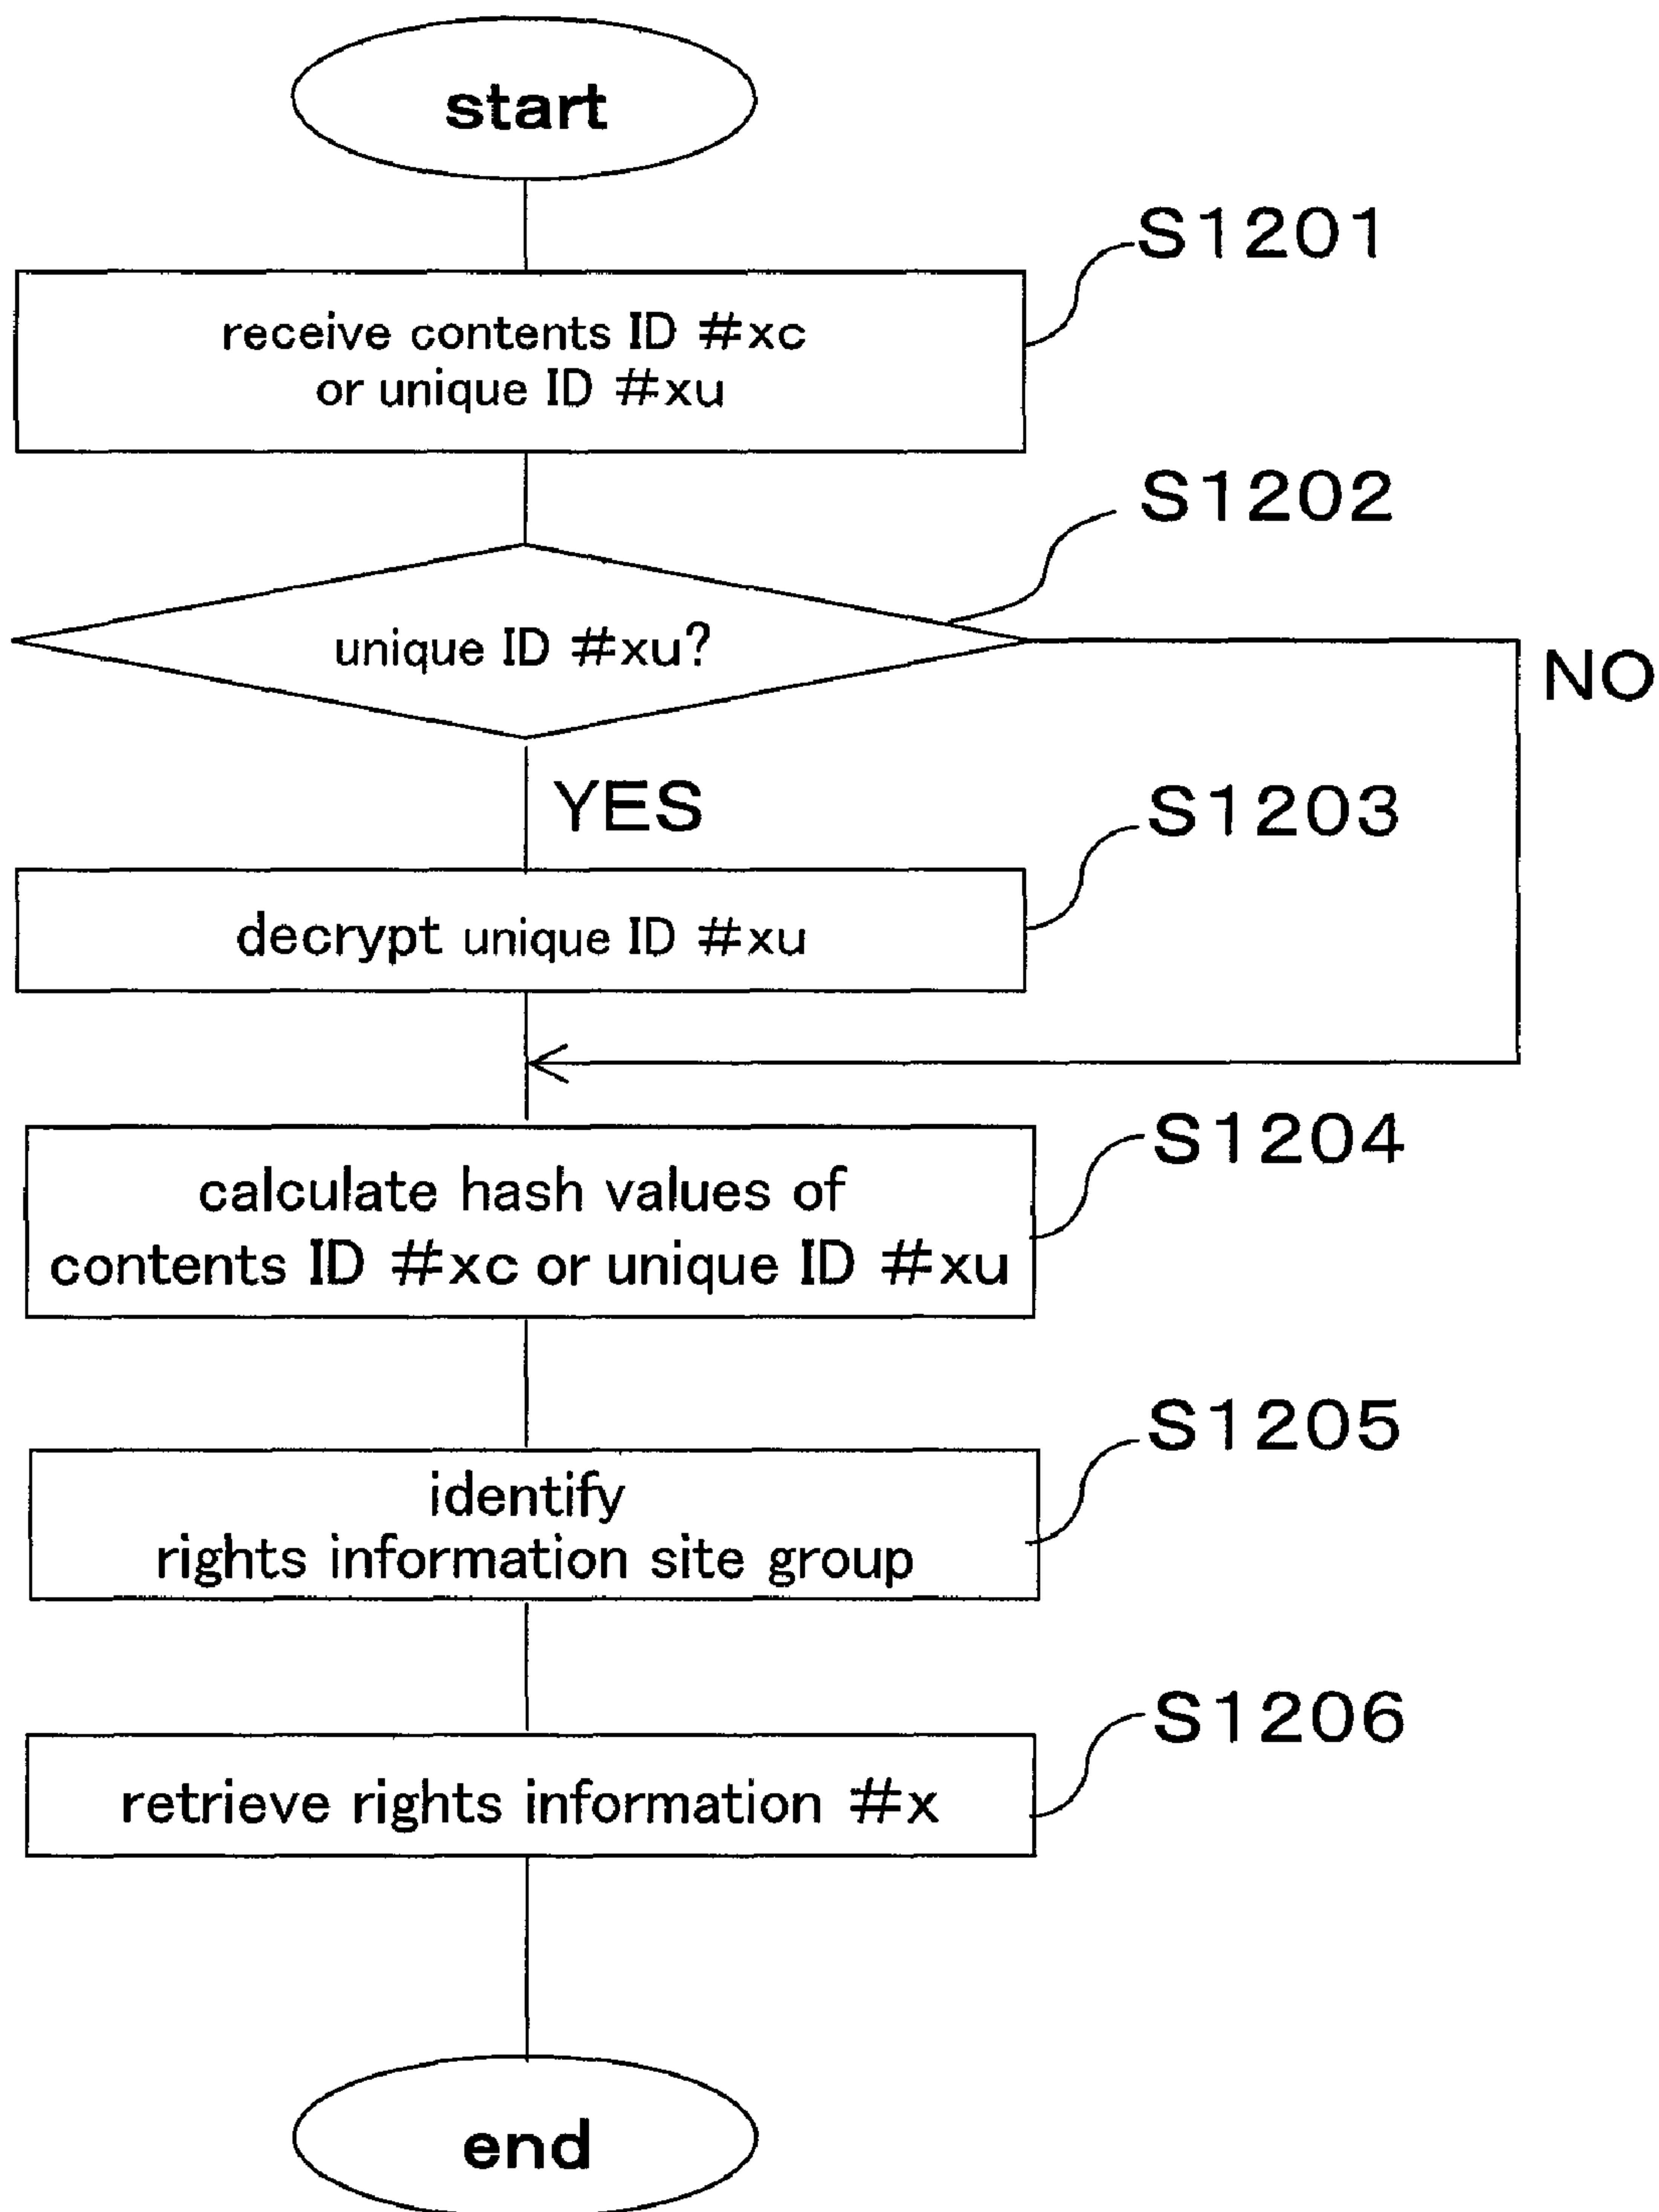 start
S1201
receive contents ID #xc
or unique ID #xu
S1202
unique ID #xu?
NO
YES
S1203
decrypt unique ID #xu
S1204
calculate hash values of
contents ID #xc or unique ID #xu
S1205
identify
rights information site group
S1206
retrieve rights information #x
end